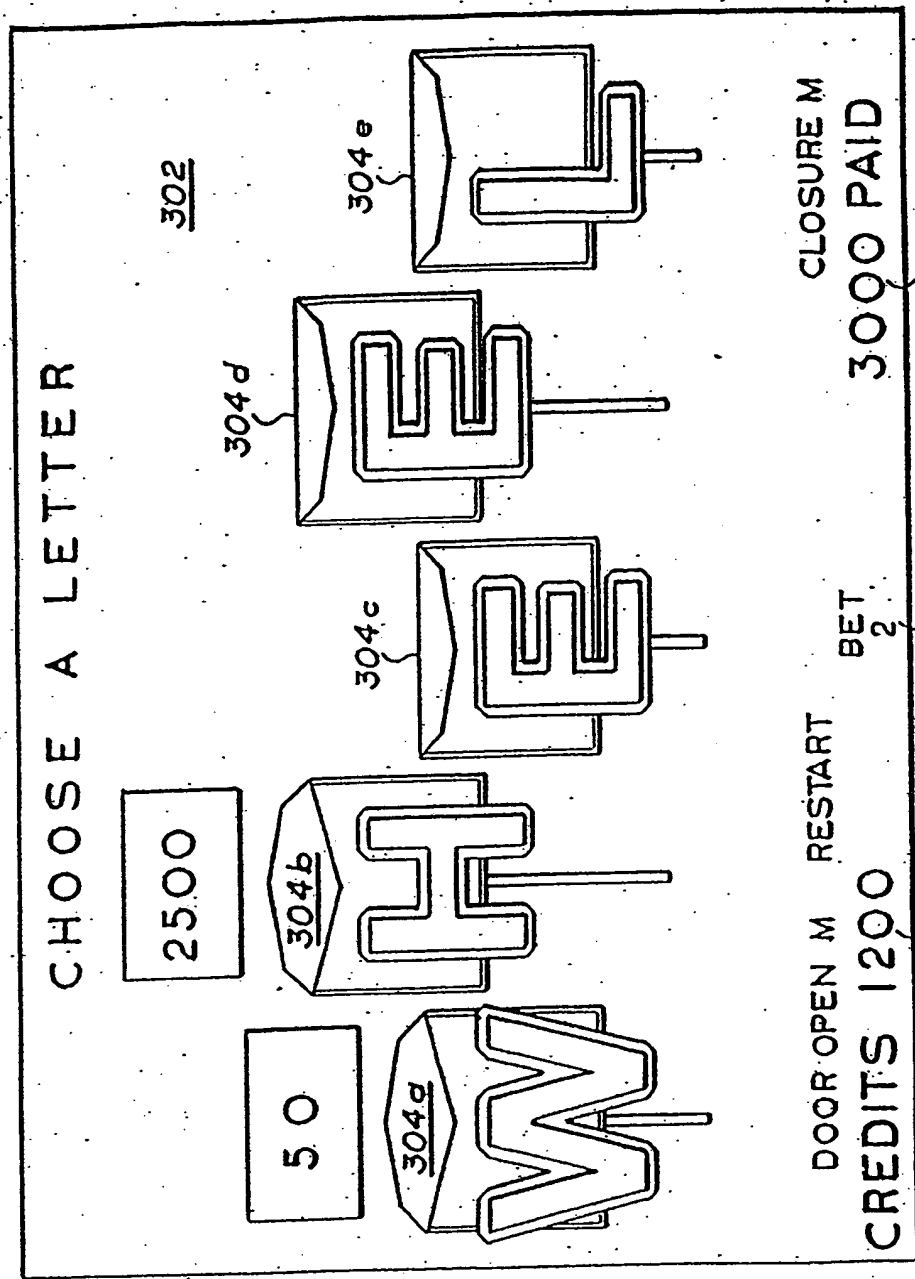 CHOOSE A LETTER
50
2500
302
304a
304b
304c
304d
304e
W
H
E
E
L
DOOR OPEN M RESTART
BET
2
CLOSURE M
CREDITS 1200
3000 PAID